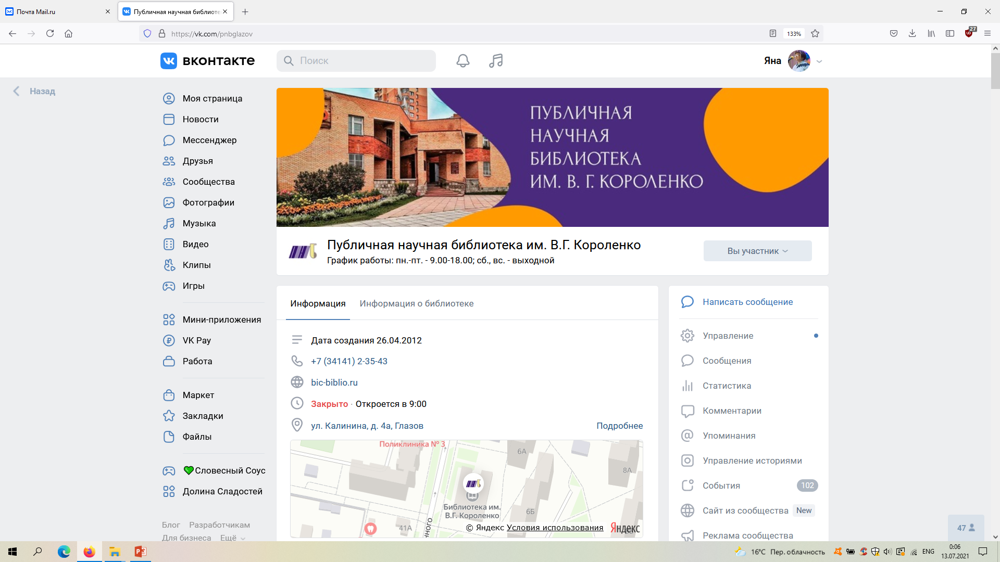 Почта Mail.ru
Публичная научная библиоте
https://vk.com/pnbglazov
133%
27
вконтакте
Поиск
Яна
Назад
Моя страница
Новости
Мессенджер
Друзья
Сообщества
Фотографии
Музыка
Видео
Клипы
Игры
Мини-приложения
VK Pay
Работа
Маркет
Закладки
Файлы
💚Словесный Соус
Долина Сладостей
Блог Разработчикам
Для бизнеса Ещё
ПУБЛИЧНАЯ
НАУЧНАЯ
БИБЛИОТЕКА
ИМ. В. Г. КОРОЛЕНКО
Публичная научная библиотека им. В.Г. Короленко
График работы: пн.-пт. - 9.00-18.00; сб., вс. - выходной
Вы участник
Информация Информация о библиотеке
Дата создания 26.04.2012
+7 (34141) 2-35-43
bic-biblio.ru
Закрыто · Откроется в 9:00
ул. Калинина, д. 4а, Глазов
Подробнее
Поликлиника № 3
6А
8А
Библиотека им.
В.Г. Короленко
6Б
41А
нного
© Яндекс Условия использования
Яндекс
Написать сообщение
Управление
Сообщения
Статистика
Комментарии
Упоминания
Управление историями
События 102
Сайт из сообщества New
Реклама сообщества
47
16°C Пер. облачность
ENG
0:06
13.07.2021